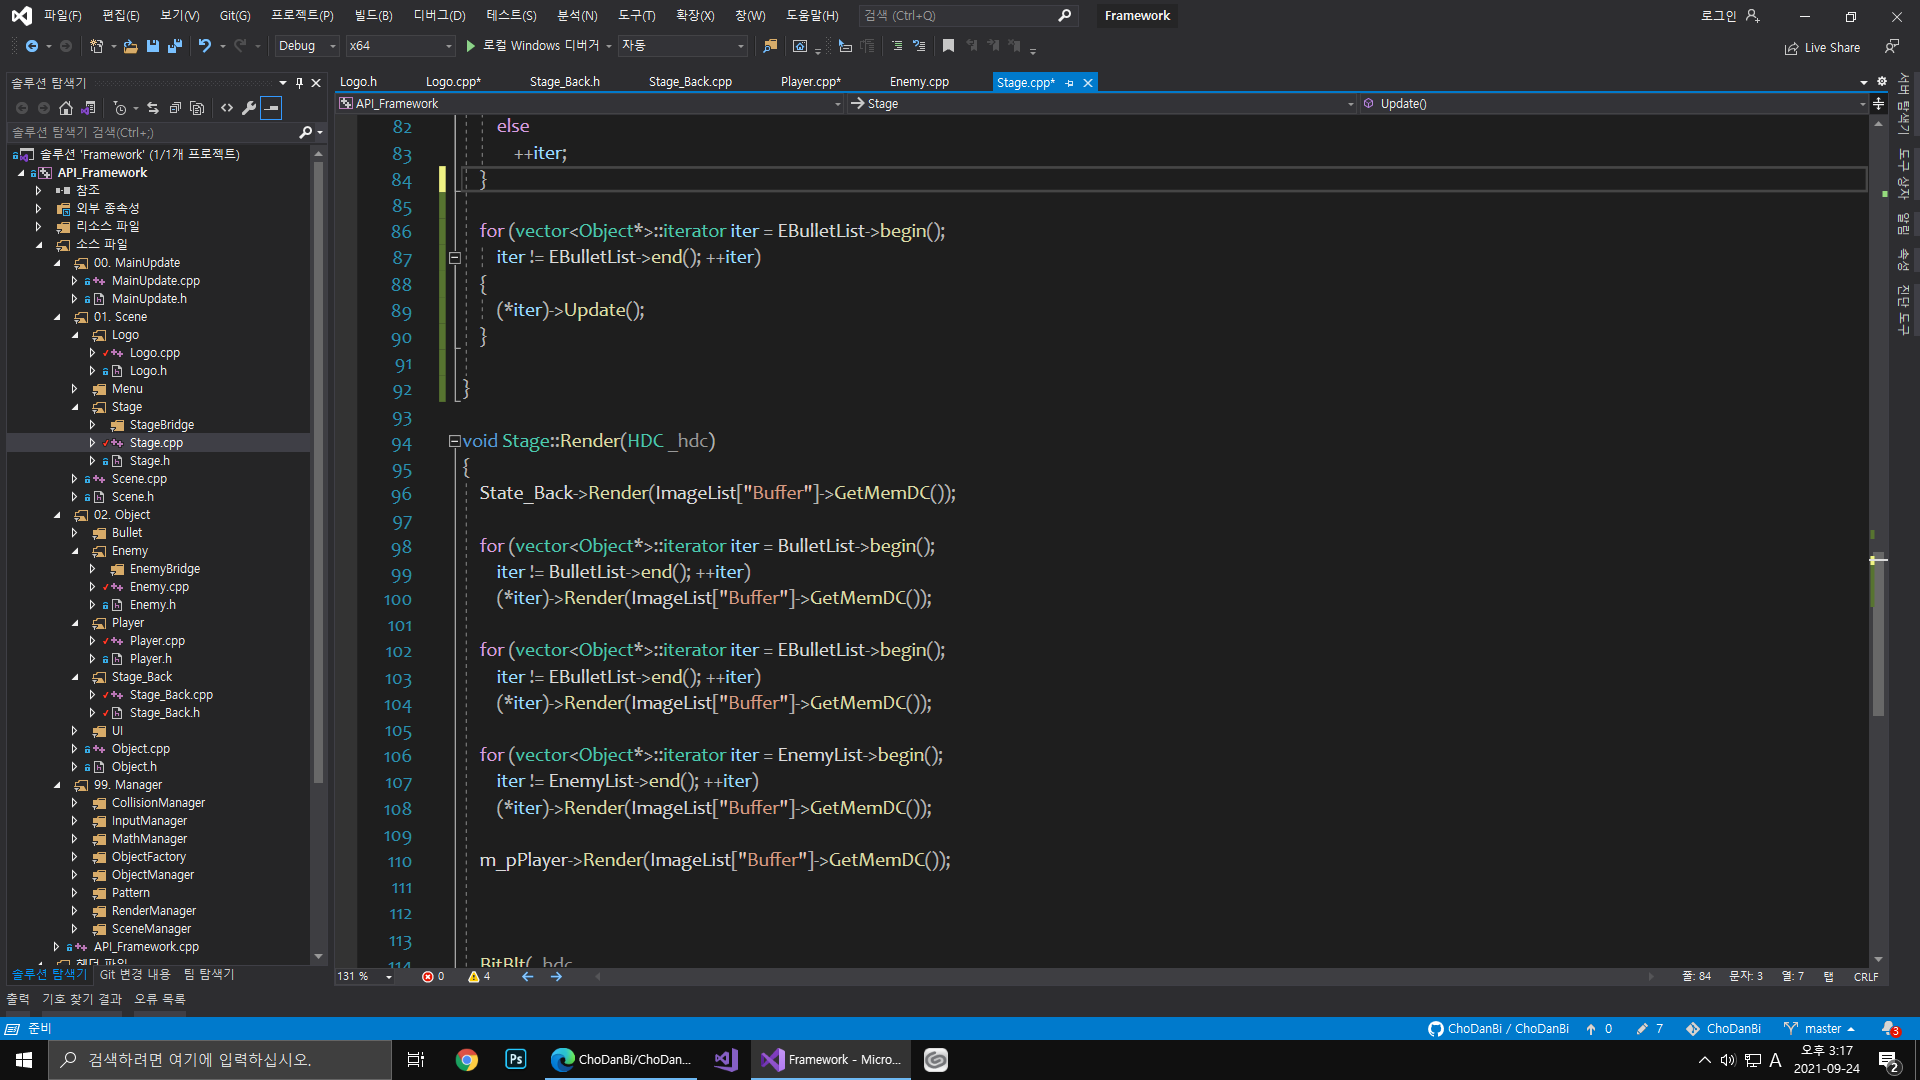 파일(F) 편집(E) 보기(V) Git(G) 프로젝트(P) 빌드(B) 디버그(D) 테스트(S) 분석(N) 도구(T) 확장(X) 창(W) 도움말(H) 검색 (Ctrl+Q) Framework 로그인
Debug x64 로컬 Windows 디버거 자동 Live Share
솔루션 탐색기
Logo.h Logo.cpp* Stage_Back.h Stage_Back.cpp Player.cpp* Enemy.cpp Stage.cpp*
API_Framework Stage Update()
솔루션 탐색기 검색(Ctrl+;)
솔루션 'Framework' (1/1개 프로젝트)
API_Framework
참조
외부 종속성
리소스 파일
소스 파일
00. MainUpdate
MainUpdate.cpp
MainUpdate.h
01. Scene
Logo
Logo.cpp
Logo.h
Menu
Stage
StageBridge
Stage.cpp
Stage.h
Scene.cpp
Scene.h
02. Object
Bullet
Enemy
EnemyBridge
Enemy.cpp
Enemy.h
Player
Player.cpp
Player.h
Stage_Back
Stage_Back.cpp
Stage_Back.h
UI
Object.cpp
Object.h
99. Manager
CollisionManager
InputManager
MathManager
ObjectFactory
ObjectManager
Pattern
RenderManager
SceneManager
API_Framework.cpp
헤더 파일
솔루션 탐색기 Git 변경 내용 팀 탐색기
82 else
83 ++iter;
84 }
85
86 for (vector<Object*>::iterator iter = EBulletList->begin();
87 iter != EBulletList->end(); ++iter)
88 {
89 (*iter)->Update();
90 }
91
92 }
93
94 void Stage::Render(HDC _hdc)
95 {
96 State_Back->Render(ImageList["Buffer"]->GetMemDC());
97
98 for (vector<Object*>::iterator iter = BulletList->begin();
99 iter != BulletList->end(); ++iter)
100 (*iter)->Render(ImageList["Buffer"]->GetMemDC());
101
102 for (vector<Object*>::iterator iter = EBulletList->begin();
103 iter != EBulletList->end(); ++iter)
104 (*iter)->Render(ImageList["Buffer"]->GetMemDC());
105
106 for (vector<Object*>::iterator iter = EnemyList->begin();
107 iter != EnemyList->end(); ++iter)
108 (*iter)->Render(ImageList["Buffer"]->GetMemDC());
109
110 m_pPlayer->Render(ImageList["Buffer"]->GetMemDC());
111
112
113
114 BitBlt(_hdc
서버 탐색기
도구 상자
알림
속성
진단 도구
131 % 0 4 줄: 84 문자: 3 열: 7 탭 CRLF
출력 기호 찾기 결과 오류 목록
준비 ChoDanBi / ChoDanBi 0 7 ChoDanBi master 3
검색하려면 여기에 입력하십시오. Ps ChoDanBi/ChoDan... Framework - Micro... A 오후 3:17
2021-09-24 2